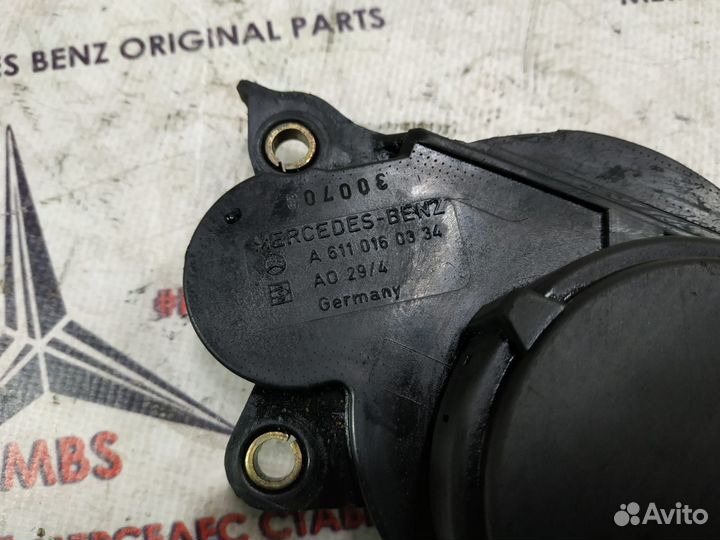 BENZ ORIGINAL PARTS
30070
MERCEDES-BENZ
A 611 016 03 34
AO 29/4
Germany
MBS
Avito